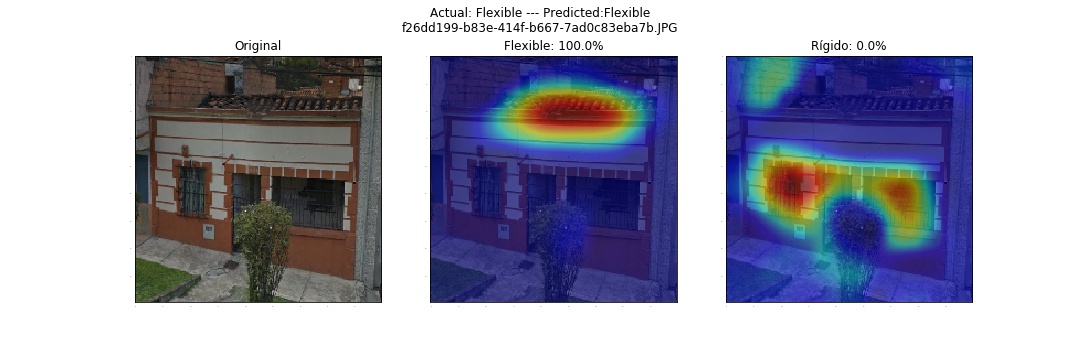 Actual: Flexible --- Predicted:Flexible
f26dd199-b83e-414f-b667-7ad0c83eba7b.JPG
Original
Flexible: 100.0%
Rígido: 0.0%